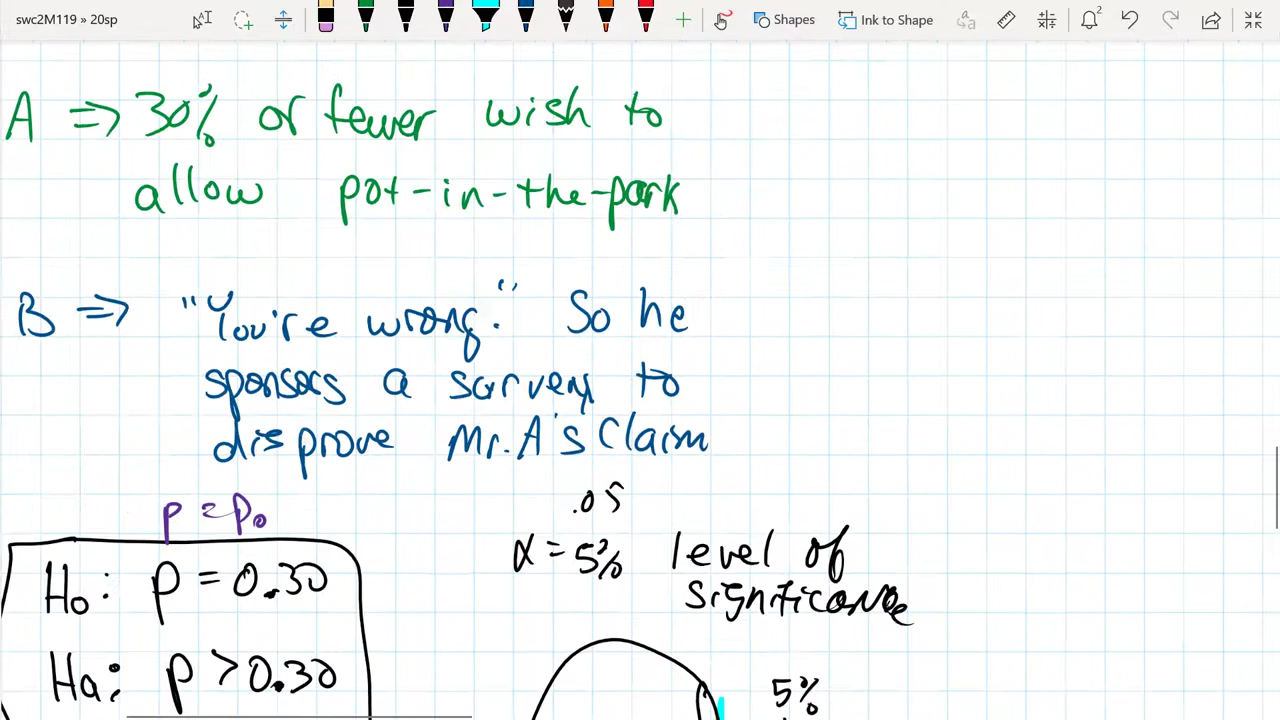 swc2M119 » 20sp
Shapes
Ink to Shape
2
A => 30% or fewer wish to
allow pot-in-the-park
B => "You're wrong." So he
sponsors a survey to
disprove Mr. A's Claim
p = p₀
.05
α = 5% level of
significance
H₀: p = 0.30
Ha: p > 0.30
5%